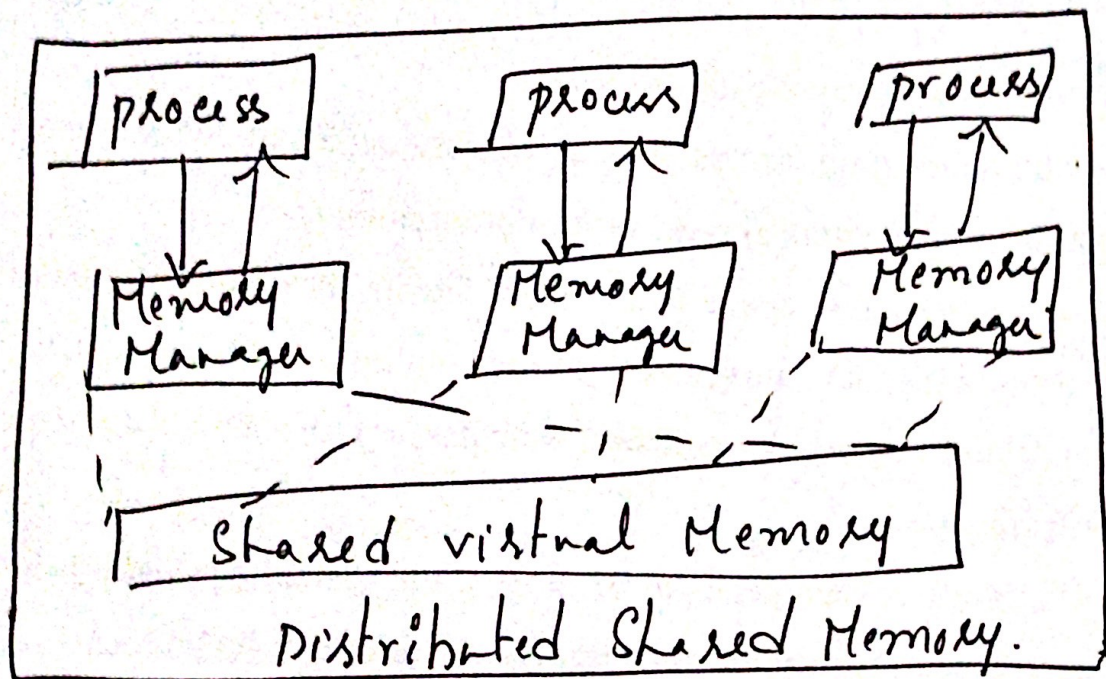 process
process
process
Memory
Manager
Memory
Manager
Memory
Manager
Shared virtual Memory
Distributed Shared Memory.